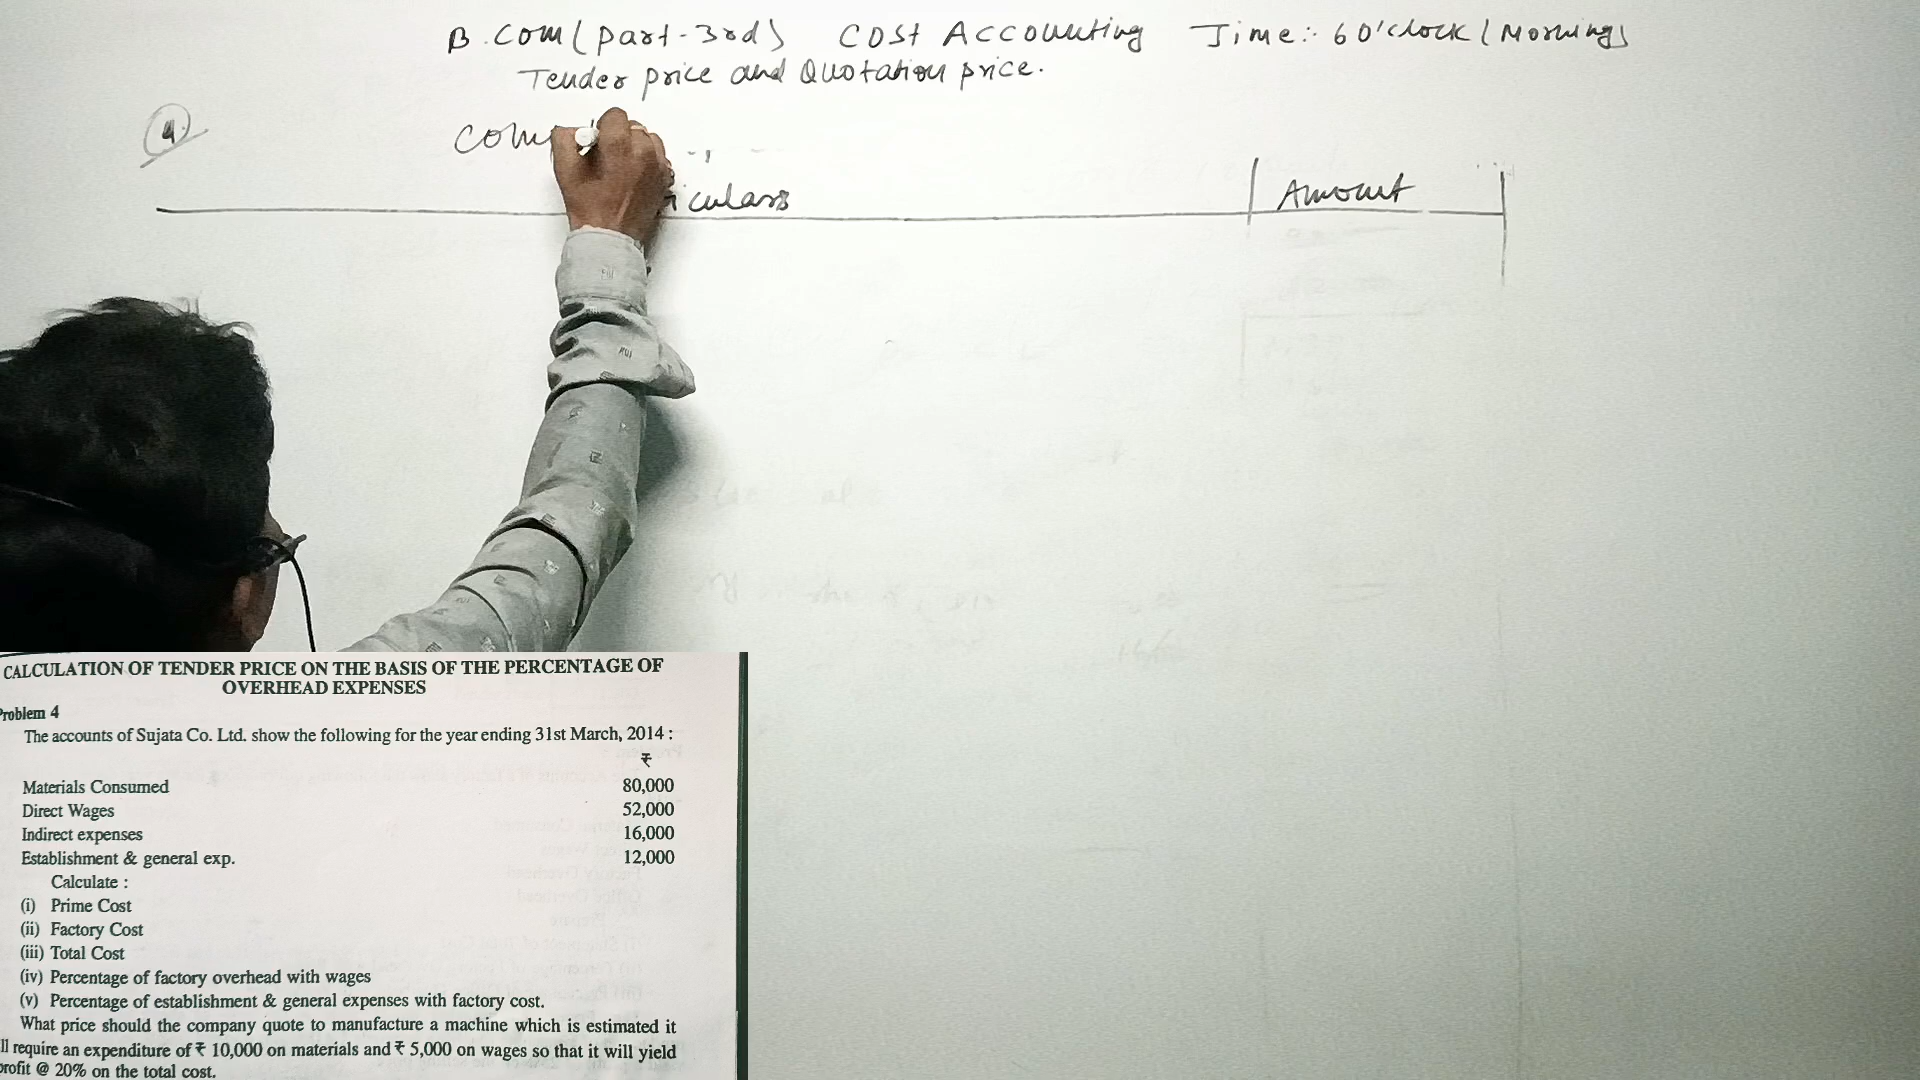 B.Com (part-3rd) Cost Accounting Time:- 6 O'clock (Morning)
Tender price and Quotation price.
4
Amount
CALCULATION OF TENDER PRICE ON THE BASIS OF THE PERCENTAGE OF
OVERHEAD EXPENSES
Problem 4
The accounts of Sujata Co. Ltd. show the following for the year ending 31st March, 2014 :
₹
Materials Consumed 80,000
Direct Wages 52,000
Indirect expenses 16,000
Establishment & general exp. 12,000
Calculate :
(i) Prime Cost
(ii) Factory Cost
(iii) Total Cost
(iv) Percentage of factory overhead with wages
(v) Percentage of establishment & general expenses with factory cost.
What price should the company quote to manufacture a machine which is estimated it
ll require an expenditure of ₹ 10,000 on materials and ₹ 5,000 on wages so that it will yield
profit @ 20% on the total cost.